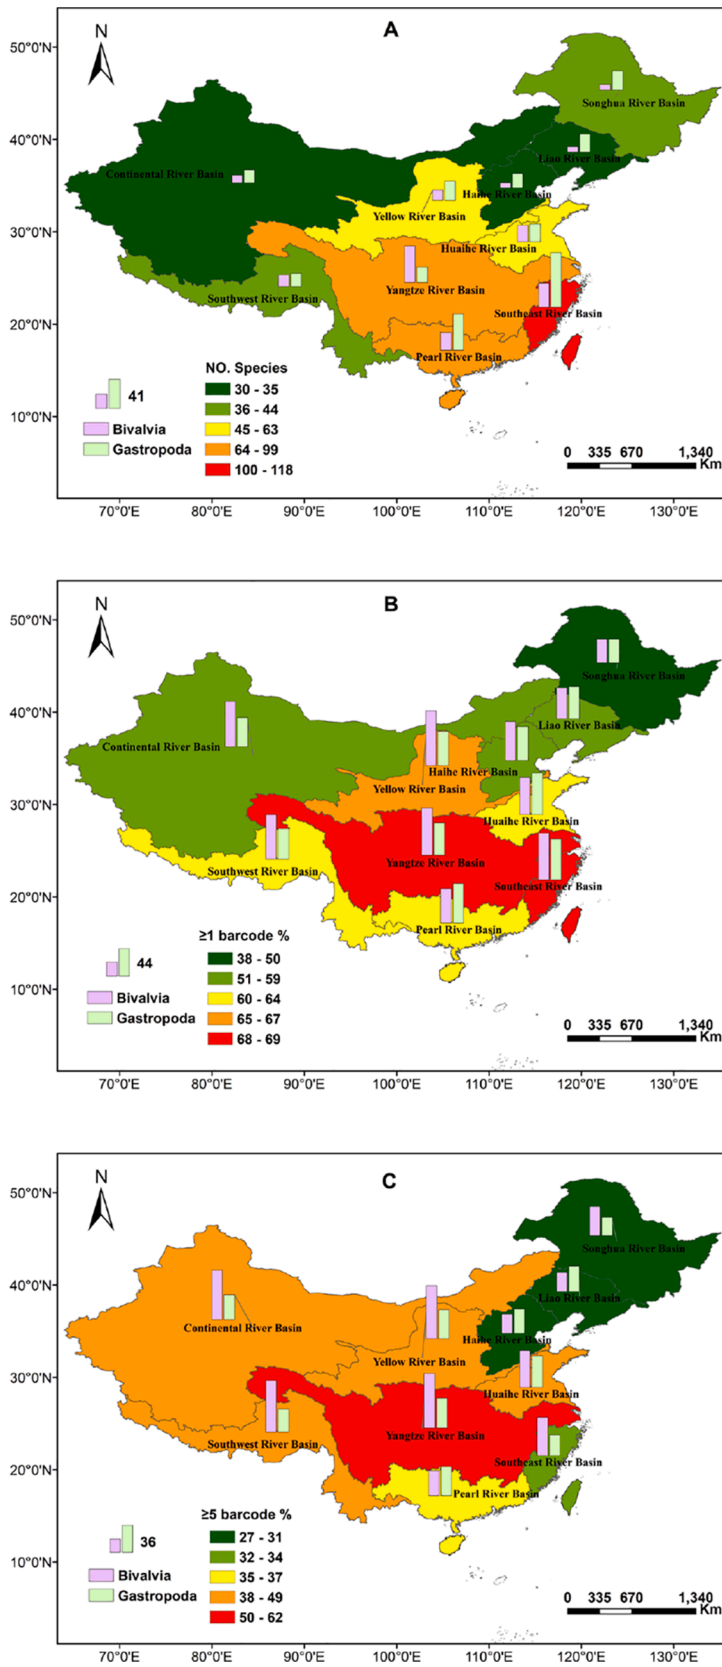 A
N
50°0'N
40°0'N
30°0'N
20°0'N
10°0'N
Songhua River Basin
Liao River Basin
Continental River Basin
Haihe River Basin
Yellow River Basin
Huaihe River Basin
Southwest River Basin
Yangtze River Basin
Southeast River Basin
Pearl River Basin
41
Bivalvia
Gastropoda
NO. Species
30 - 35
36 - 44
45 - 63
64 - 99
100 - 118
0 335 670 1,340
Km
70°0'E 80°0'E 90°0'E 100°0'E 110°0'E 120°0'E 130°0'E
B
N
50°0'N
40°0'N
30°0'N
20°0'N
10°0'N
Songhua River Basin
Liao River Basin
Continental River Basin
Haihe River Basin
Yellow River Basin
Huaihe River Basin
Southwest River Basin
Yangtze River Basin
Southeast River Basin
Pearl River Basin
44
Bivalvia
Gastropoda
≥1 barcode %
38 - 50
51 - 59
60 - 64
65 - 67
68 - 69
0 335 670 1,340
Km
70°0'E 80°0'E 90°0'E 100°0'E 110°0'E 120°0'E 130°0'E
C
N
50°0'N
40°0'N
30°0'N
20°0'N
10°0'N
Songhua River Basin
Liao River Basin
Continental River Basin
Haihe River Basin
Yellow River Basin
Huaihe River Basin
Southwest River Basin
Yangtze River Basin
Southeast River Basin
Pearl River Basin
36
Bivalvia
Gastropoda
≥5 barcode %
27 - 31
32 - 34
35 - 37
38 - 49
50 - 62
0 335 670 1,340
Km
70°0'E 80°0'E 90°0'E 100°0'E 110°0'E 120°0'E 130°0'E